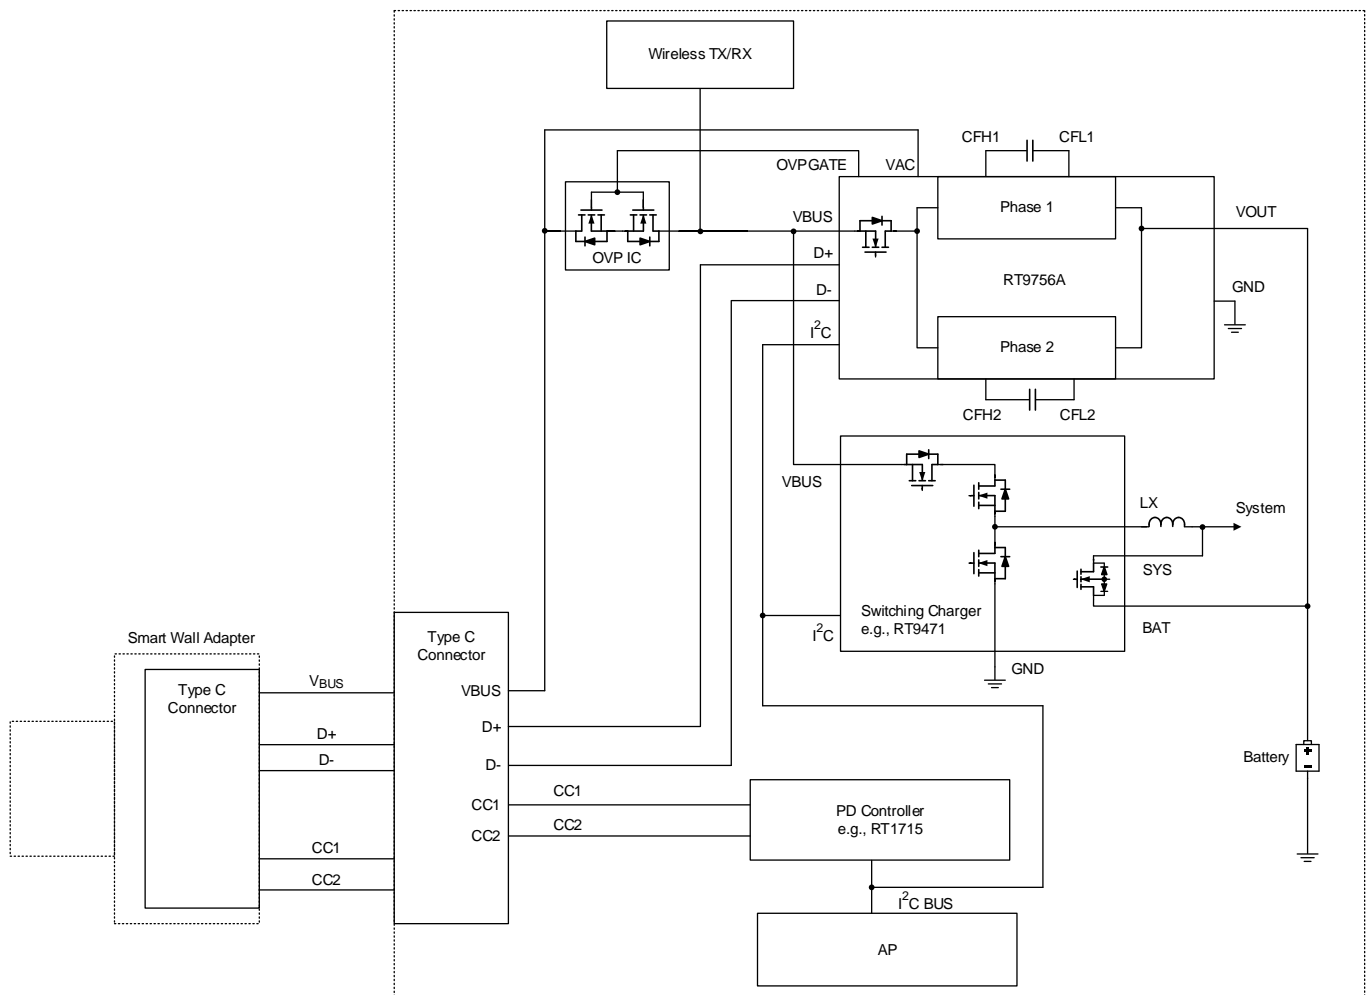 Wireless TX/RX
CFH1
CFL1
OVPGATE
VAC
Phase 1
VBUS
VOUT
OVP IC
D+
RT9756A
D-
GND
I²C
Phase 2
CFH2
CFL2
VBUS
LX
System
SYS
Switching Charger
e.g., RT9471
I²C
BAT
GND
Smart Wall Adapter
Type C
Connector
Type C
Connector
VBUS
VBUS
D+
D+
D-
D-
Battery
CC1
CC1
CC2
CC2
PD Controller
e.g., RT1715
CC1
CC2
I²C BUS
AP